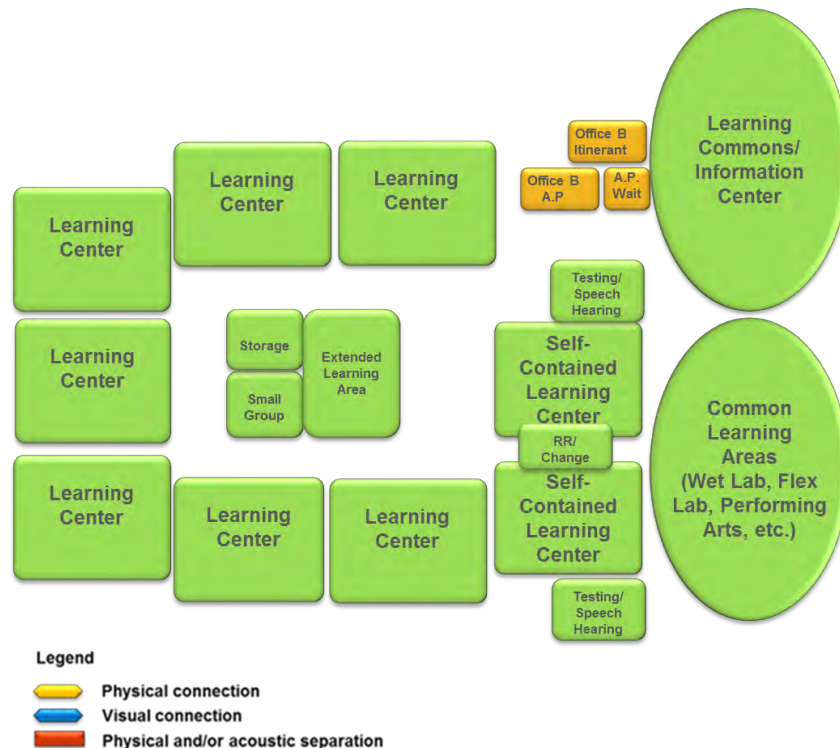 Learning
Commons/
Information
Center
Office B
Itinerant
Office B
A.P
A.P.
Wait
Learning
Center
Learning
Center
Learning
Center
Testing/
Speech
Hearing
Storage
Extended
Learning
Area
Small
Group
Learning
Center
Self-
Contained
Learning
Center
RR/
Change
Common
Learning
Areas
(Wet Lab, Flex
Lab, Performing
Arts, etc.)
Learning
Center
Learning
Center
Learning
Center
Self-
Contained
Learning
Center
Testing/
Speech
Hearing
Legend
Physical connection
Visual connection
Physical and/or acoustic separation